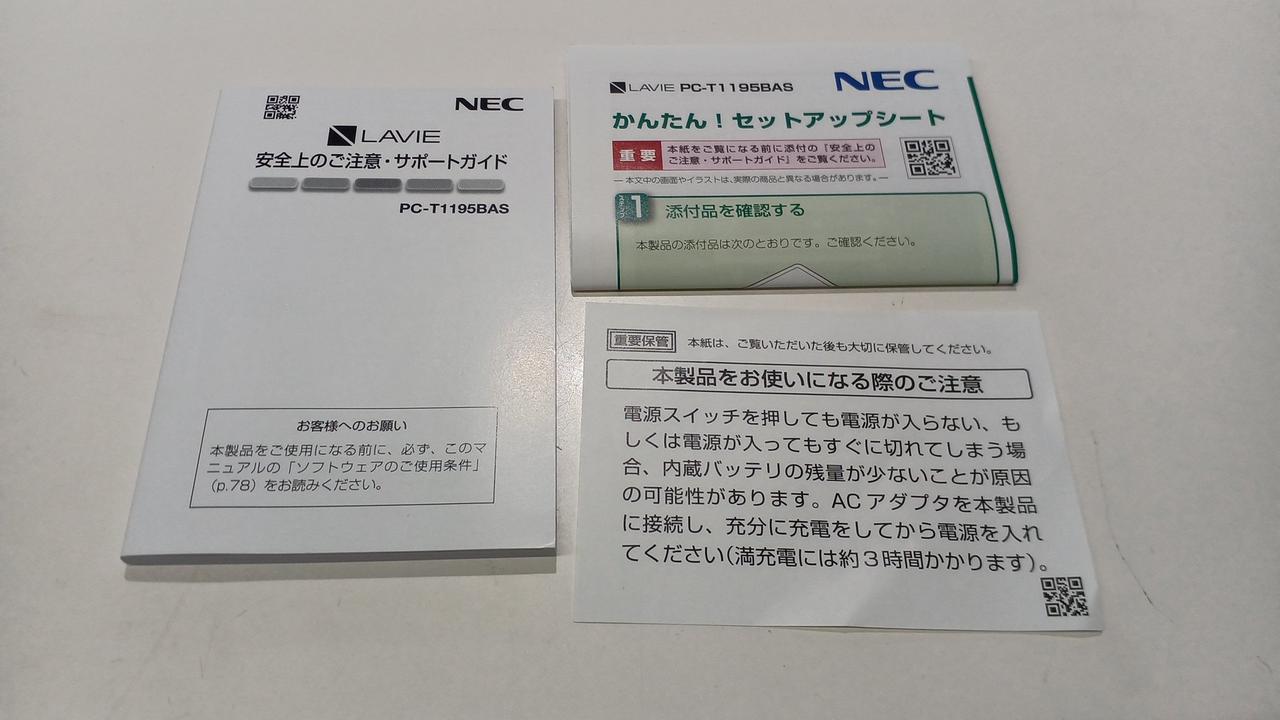 NEC
LAVIE
安全上のご注意・サポートガイド
PC-T1195BAS
お客様へのお願い
本製品をご使用になる前に、必ず、このマ
ニュアルの「ソフトウェアのご使用条件」
(p.78)をお読みください。
LAVIE PC-T1195BAS
NEC
かんたん！セットアップシート
重要
本紙をご覧になる前に添付の『安全上の
ご注意・サポートガイド』をご覧ください。
― 本文中の画面やイラストは、実際の商品と異なる場合があります。―
ステップ
1
添付品を確認する
本製品の添付品は次のとおりです。ご確認ください。
重要保管
本紙は、ご覧いただいた後も大切に保管してください。
本製品をお使いになる際のご注意
電源スイッチを押しても電源が入らない、も
しくは電源が入ってもすぐに切れてしまう場
合、内蔵バッテリの残量が少ないことが原因
の可能性があります。ACアダプタを本製品
に接続し、充分に充電をしてから電源を入れ
てください(満充電には約3時間かかります)。